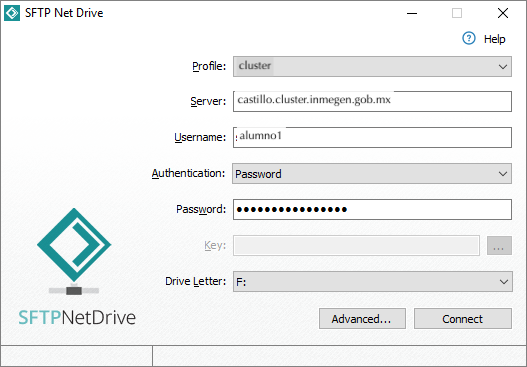 SFTP Net Drive
Help
Profile: cluster
Server: castillo.cluster.inmegen.gob.mx
Username: alumno1
Authentication: Password
Password: ●●●●●●●●●●●●●●●●
Key: ...
Drive Letter: F:
SFTPNetDrive
Advanced... Connect